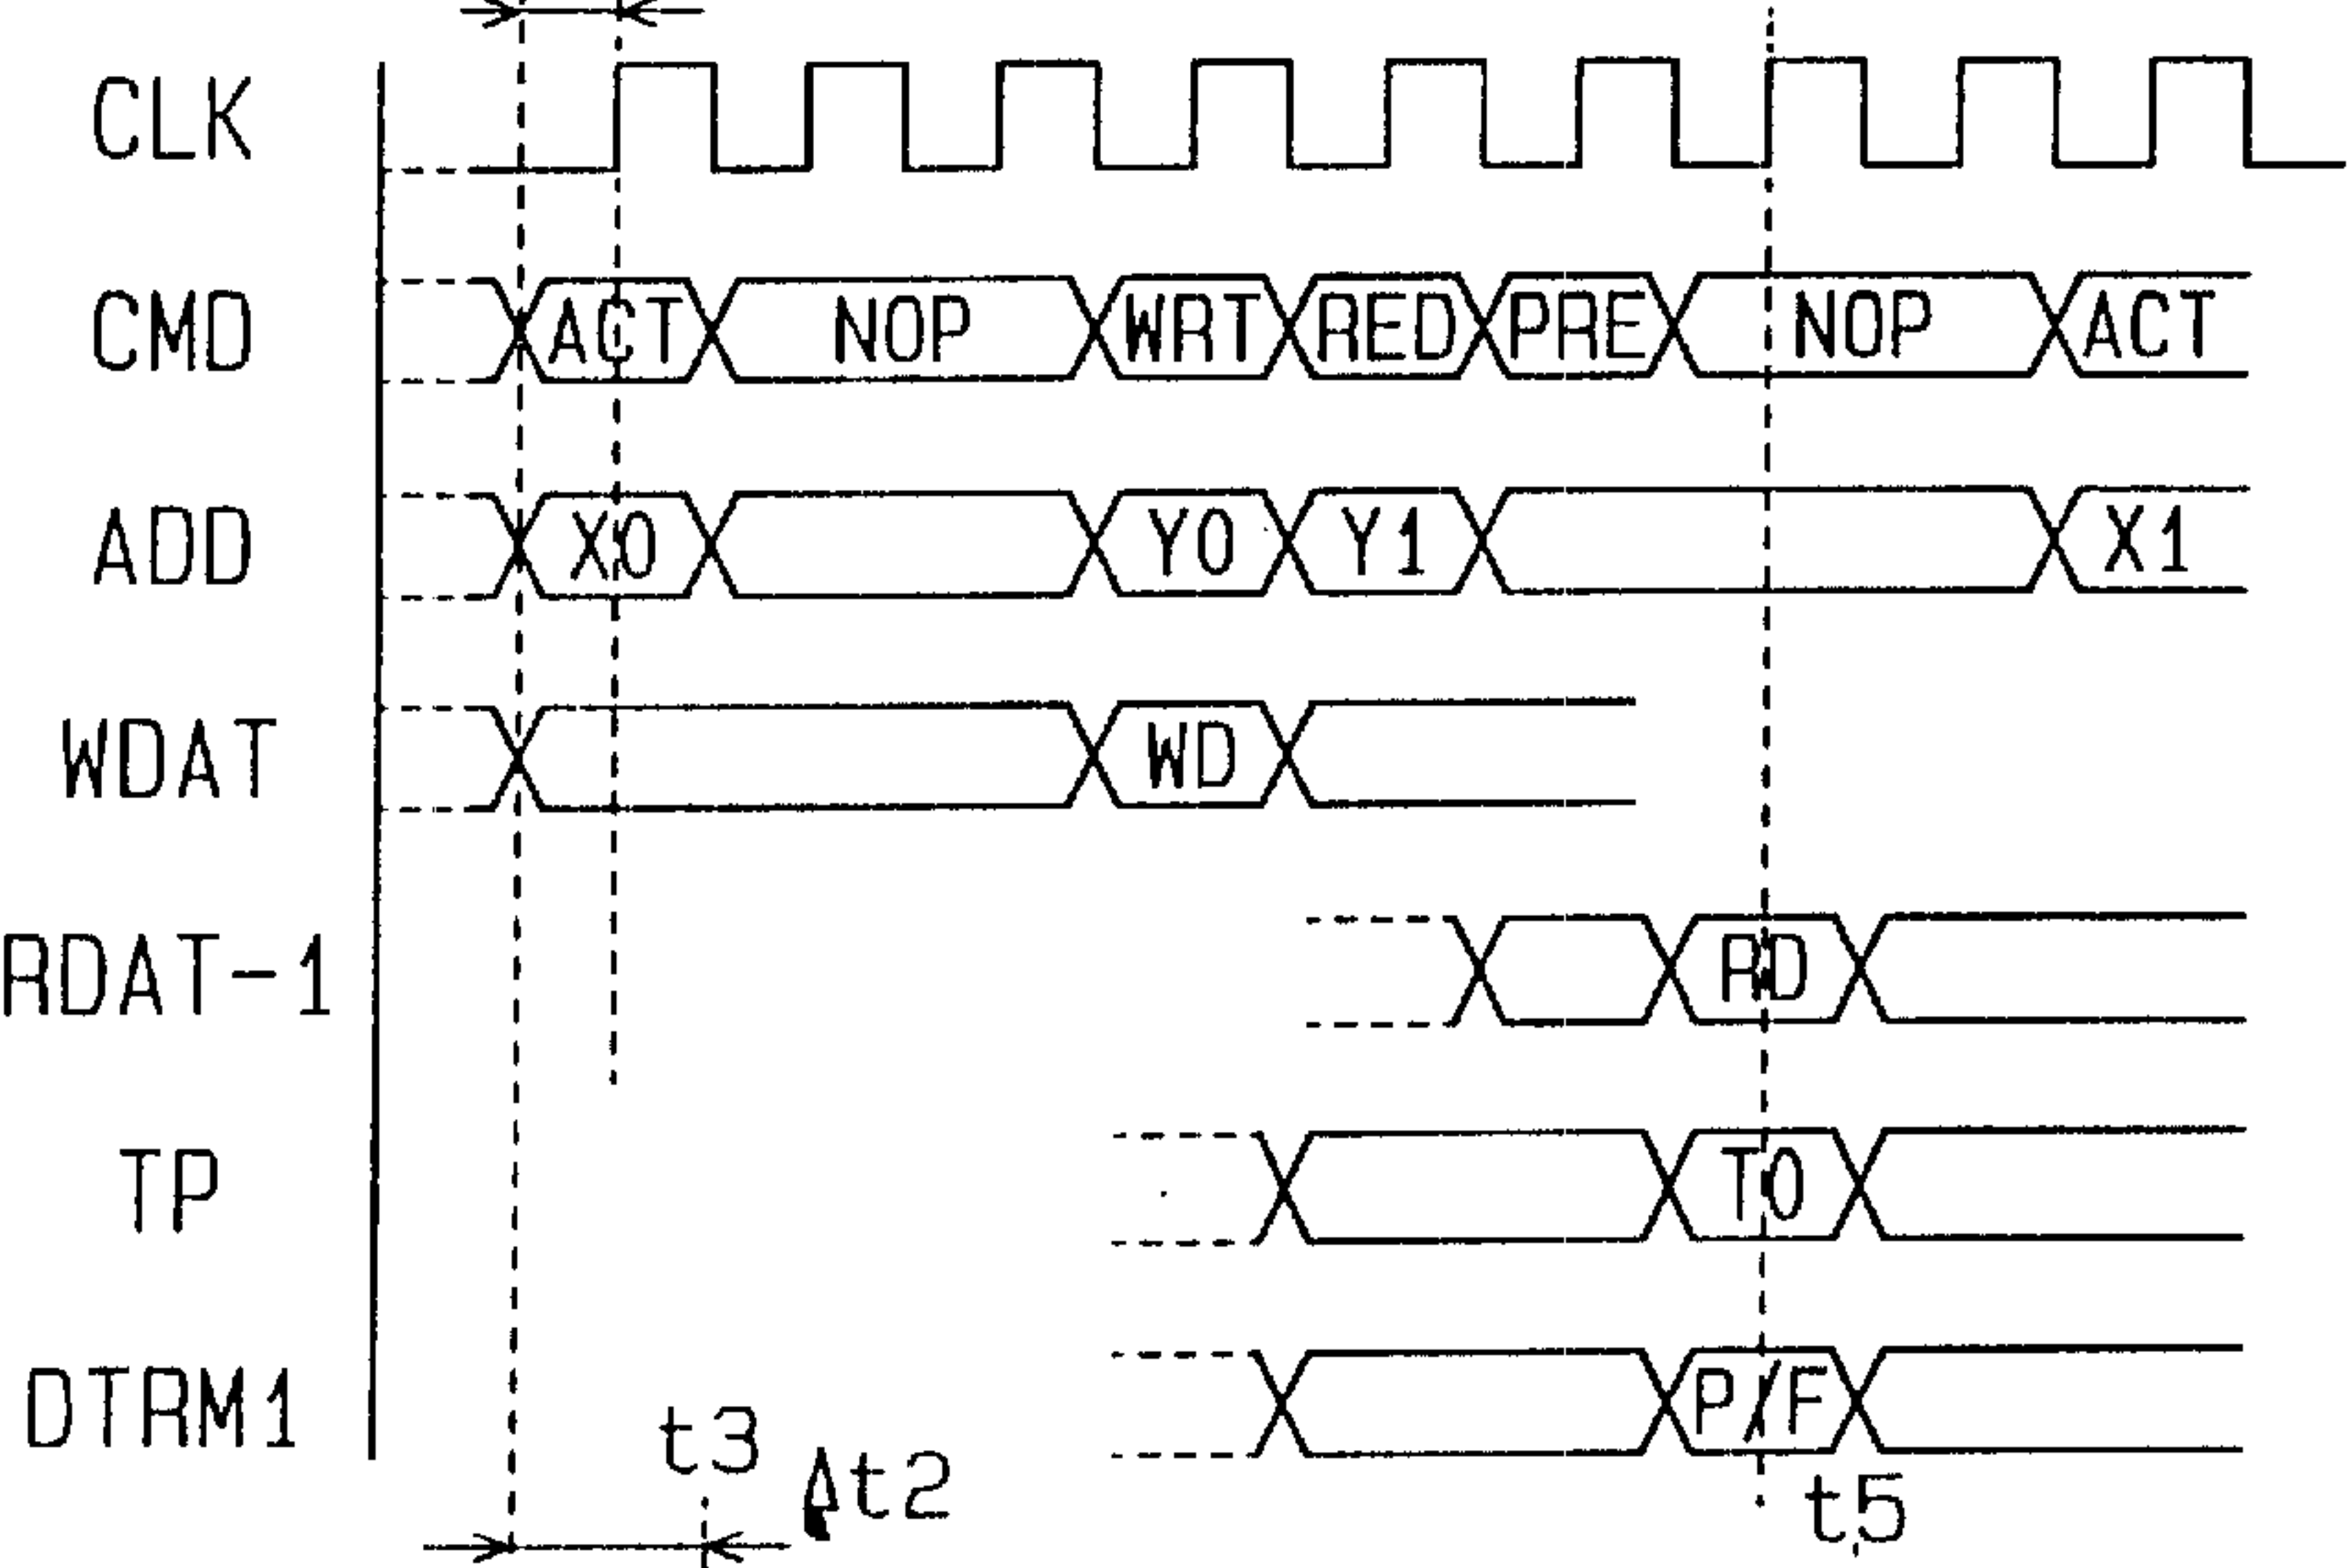 CLK
CMD ACT NOP WRT RED PRE NOP ACT
ADD X0 Y0 Y1 X1
WDAT WD
RDAT-1 RD
TP T0
DTRM1 P/F
t3 Δt2 t5